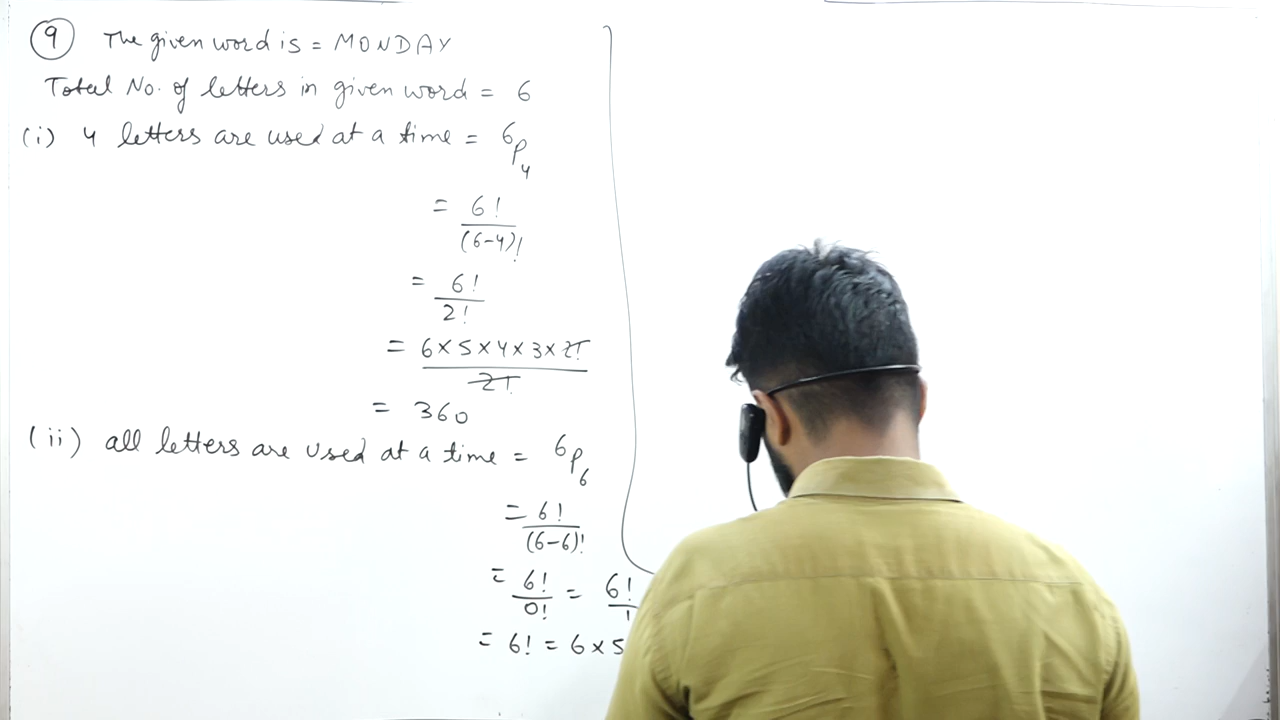 9 The given word is = MONDAY
Total No. of letters in given word = 6
(i) 4 letters are used at a time = 6P4
= 6! / (6-4)!
= 6! / 2!
= 6×5×4×3×2! / 2!
= 360
(ii) all letters are used at a time = 6P6
= 6! / (6-6)!
= 6! / 0! = 6! / 1
= 6! = 6×5